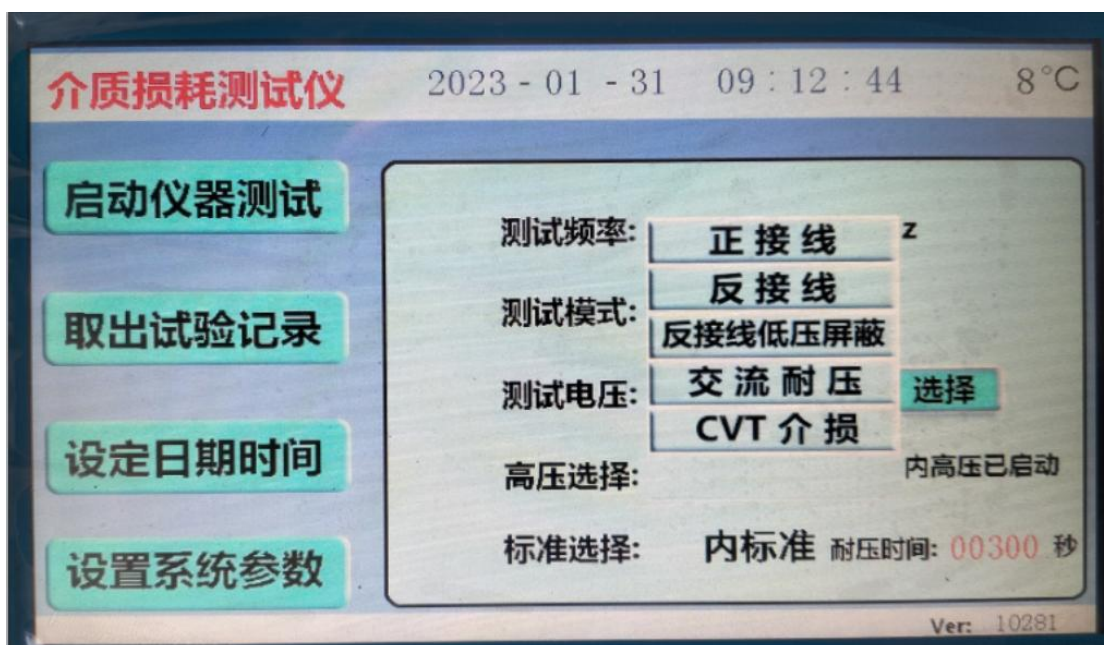 介质损耗测试仪 2023-01-31 09:12:44 8°C
启动仪器测试
取出试验记录
设定日期时间
设置系统参数
测试频率: z
正接线
反接线
测试模式:
反接线低压屏蔽
测试电压: 交流耐压 选择
CVT介损
高压选择: 内高压已启动
标准选择: 内标准 耐压时间: 00300 秒
Ver: 10281